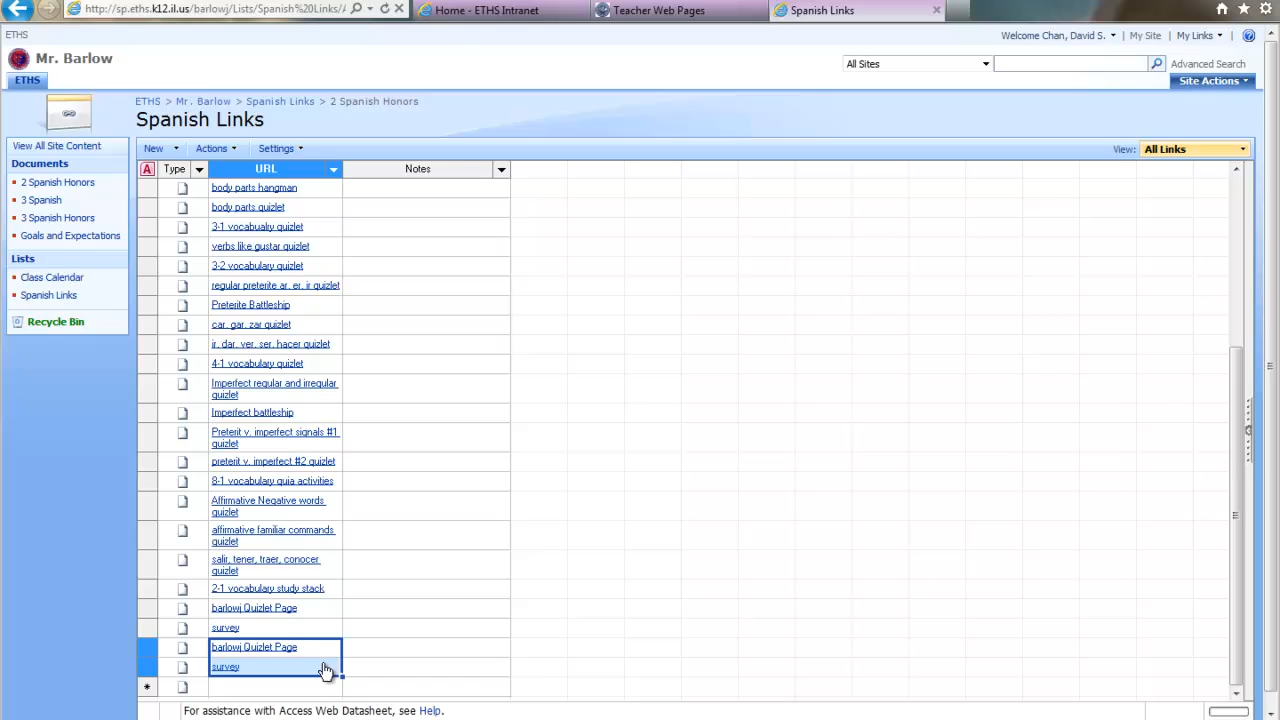 http://sp.eths.k12.il.us/barlowj/Lists/Spanish%20Links/A
Home - ETHS Intranet
Teacher Web Pages
Spanish Links
ETHS
Welcome Chan, David S.
My Site
My Links
Mr. Barlow
All Sites
Advanced Search
ETHS
Site Actions
ETHS > Mr. Barlow > Spanish Links > 2 Spanish Honors
Spanish Links
View All Site Content
Documents
2 Spanish Honors
3 Spanish
3 Spanish Honors
Goals and Expectations
Lists
Class Calendar
Spanish Links
Recycle Bin
New
Actions
Settings
View:
All Links
Type
URL
Notes
body parts hangman
body parts quizlet
3-1 vocabualry quizlet
verbs like gustar quizlet
3-2 vocabulary quizlet
regular preterite ar, er, ir quizlet
Preterite Battleship
car, gar, zar quizlet
ir, dar, ver, ser, hacer quizlet
4-1 vocabulary quizlet
Imperfect regular and irregular
quizlet
Imperfect battleship
Preterit v. imperfect signals #1
quizlet
preterit v. imperfect #2 quizlet
8-1 vocabulary quia activities
Affirmative Negative words
quizlet
affirmative familiar commands
quizlet
salir, tener, traer, conocer
quizlet
2-1 vocabulary study stack
barlowj Quizlet Page
survey
barlowj Quizlet Page
survey
For assistance with Access Web Datasheet, see Help.